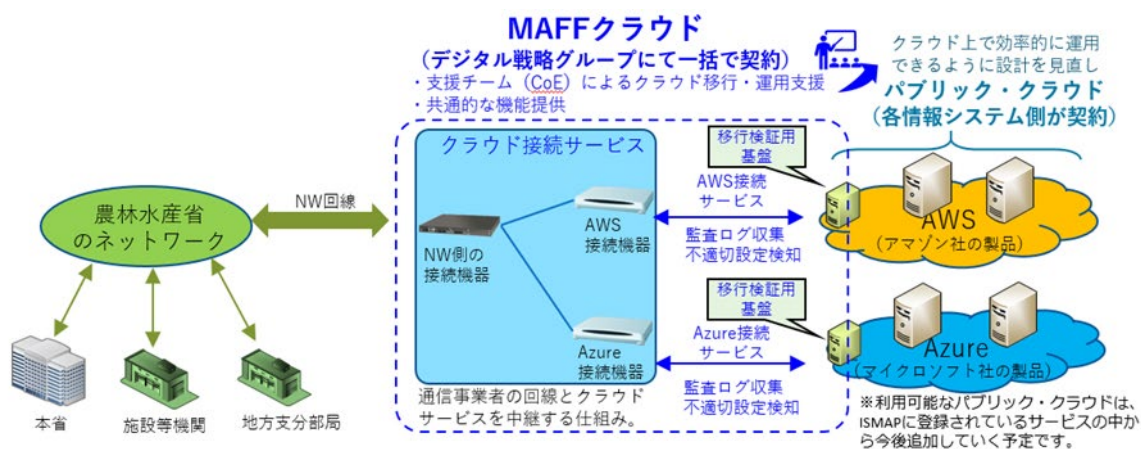 MAFFクラウド
(デジタル戦略グループにて一括で契約)
・支援チーム（CoE）によるクラウド移行・運用支援
・共通的な機能提供
クラウド上で効率的に運用
できるように設計を見直し
パブリック・クラウド
(各情報システム側が契約)
クラウド接続サービス
移行検証用
基盤
AWS接続
サービス
NW回線
農林水産省
のネットワーク
NW側の
接続機器
AWS
接続機器
監査ログ収集
不適切設定検知
AWS
(アマゾン社の製品)
移行検証用
基盤
Azure接続
サービス
Azure
接続機器
監査ログ収集
不適切設定検知
Azure
(マイクロソフト社の製品)
通信事業者の回線とクラウド
サービスを中継する仕組み。
本省
施設等機関
地方支分部局
※利用可能なパブリック・クラウドは、
ISMAPに登録されているサービスの中か
ら今後追加していく予定です。